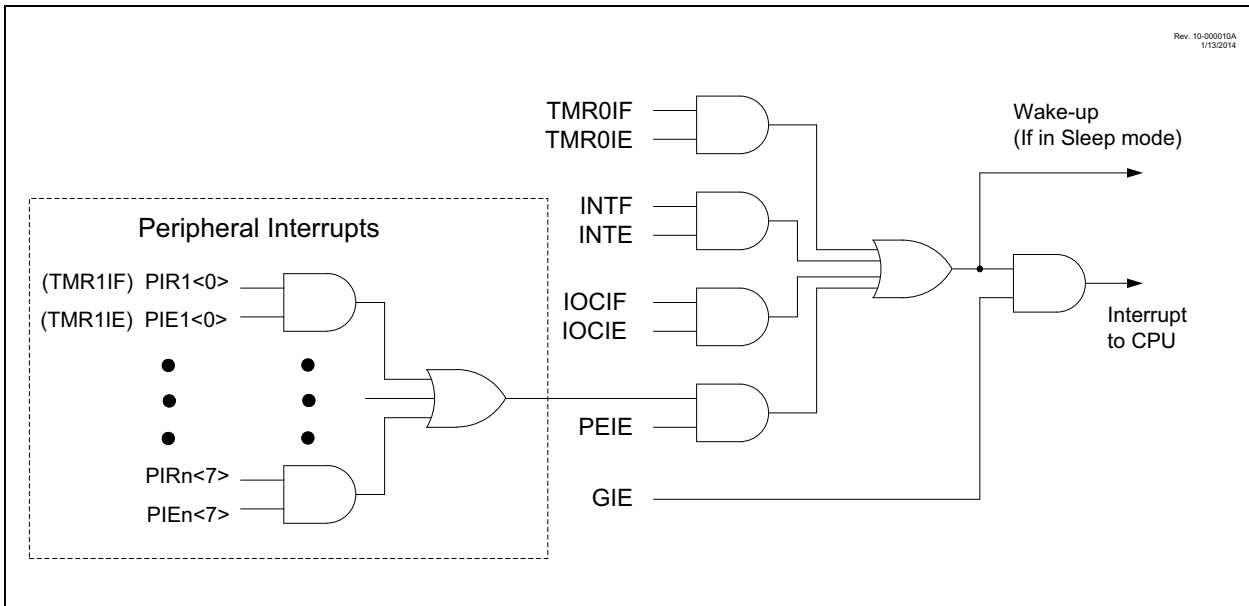 Rev. 10-000010A
1/13/2014
TMR0IF
TMR0IE
Wake-up
(If in Sleep mode)
INTF
INTE
Peripheral Interrupts
(TMR1IF) PIR1<0>
(TMR1IE) PIE1<0>
IOCIF
IOCIE
Interrupt
to CPU
PEIE
PIRn<7>
PIEn<7>
GIE